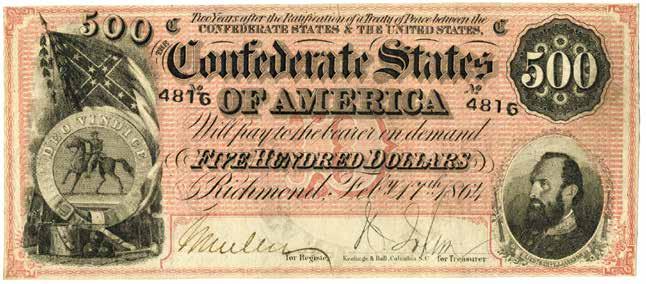 500 C Two Years after the Ratification of a Treaty of Peace between the C
CONFEDERATE STATES & THE UNITED STATES,
THE Confederate States 500
No 4816 OF AMERICA No 4816
Will pay to the bearer on demand
DEO VINDICE
FIVE HUNDRED DOLLARS
Richmond, Feby. 17th. 1864
for Register Keatinge & Ball, Columbia S.C. for Treasurer